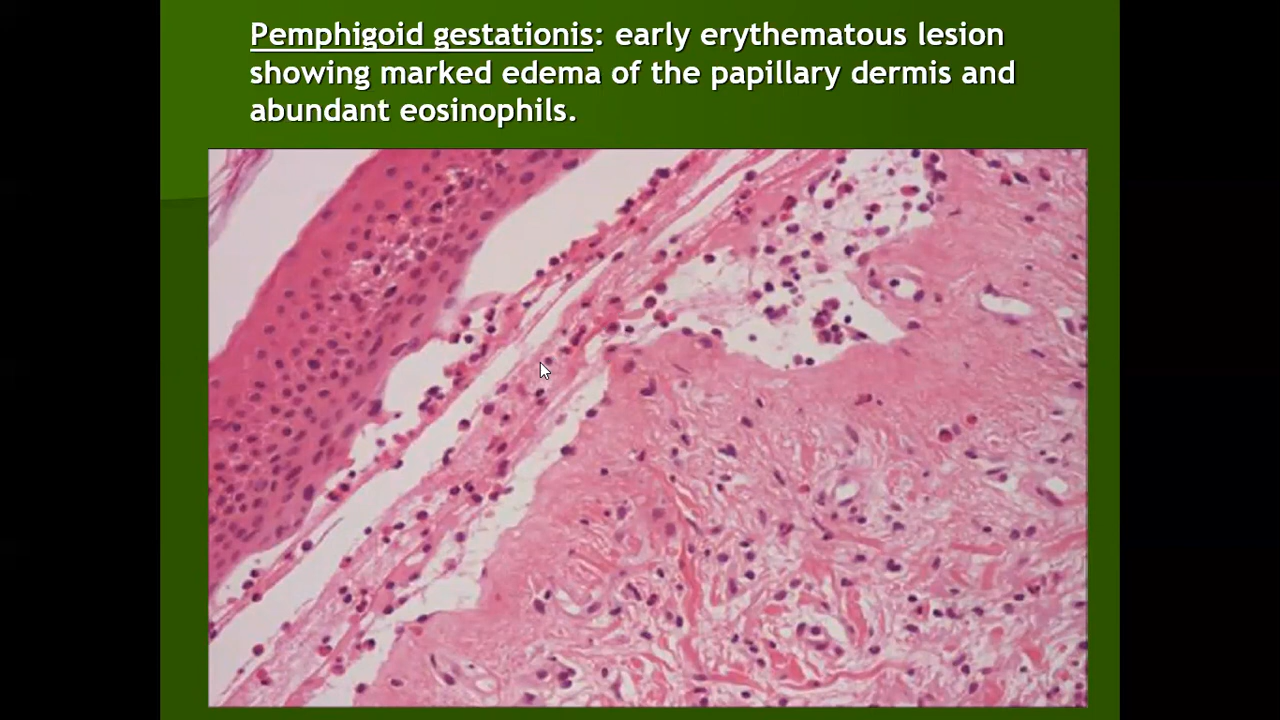 Pemphigoid gestationis: early erythematous lesion
showing marked edema of the papillary dermis and
abundant eosinophils.